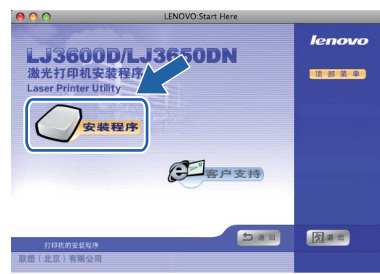 LENOVO:Start Here
lenovo
LJ3600D/LJ3650DN
激光打印机安装程序
Laser Printer Utility
顶部菜单
安装程序
客户支持
退回
退出
打印机的安装程序
联想（北京）有限公司